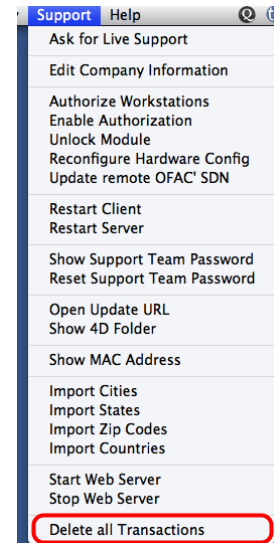 Support Help
Ask for Live Support
Edit Company Information
Authorize Workstations
Enable Authorization
Unlock Module
Reconfigure Hardware Config
Update remote OFAC' SDN
Restart Client
Restart Server
Show Support Team Password
Reset Support Team Password
Open Update URL
Show 4D Folder
Show MAC Address
Import Cities
Import States
Import Zip Codes
Import Countries
Start Web Server
Stop Web Server
Delete all Transactions